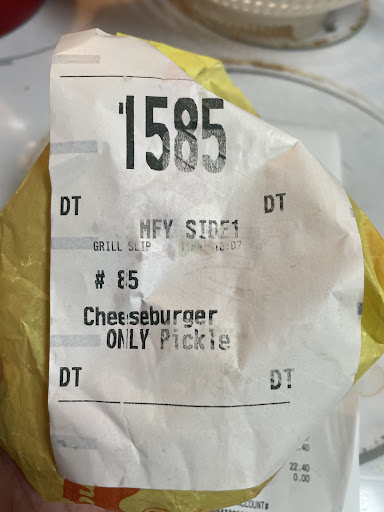 1585
DT DT
MFY SIDE1
GRILL SLIP
# 85
Cheeseburger
ONLY Pickle
DT DT
22.40
0.00